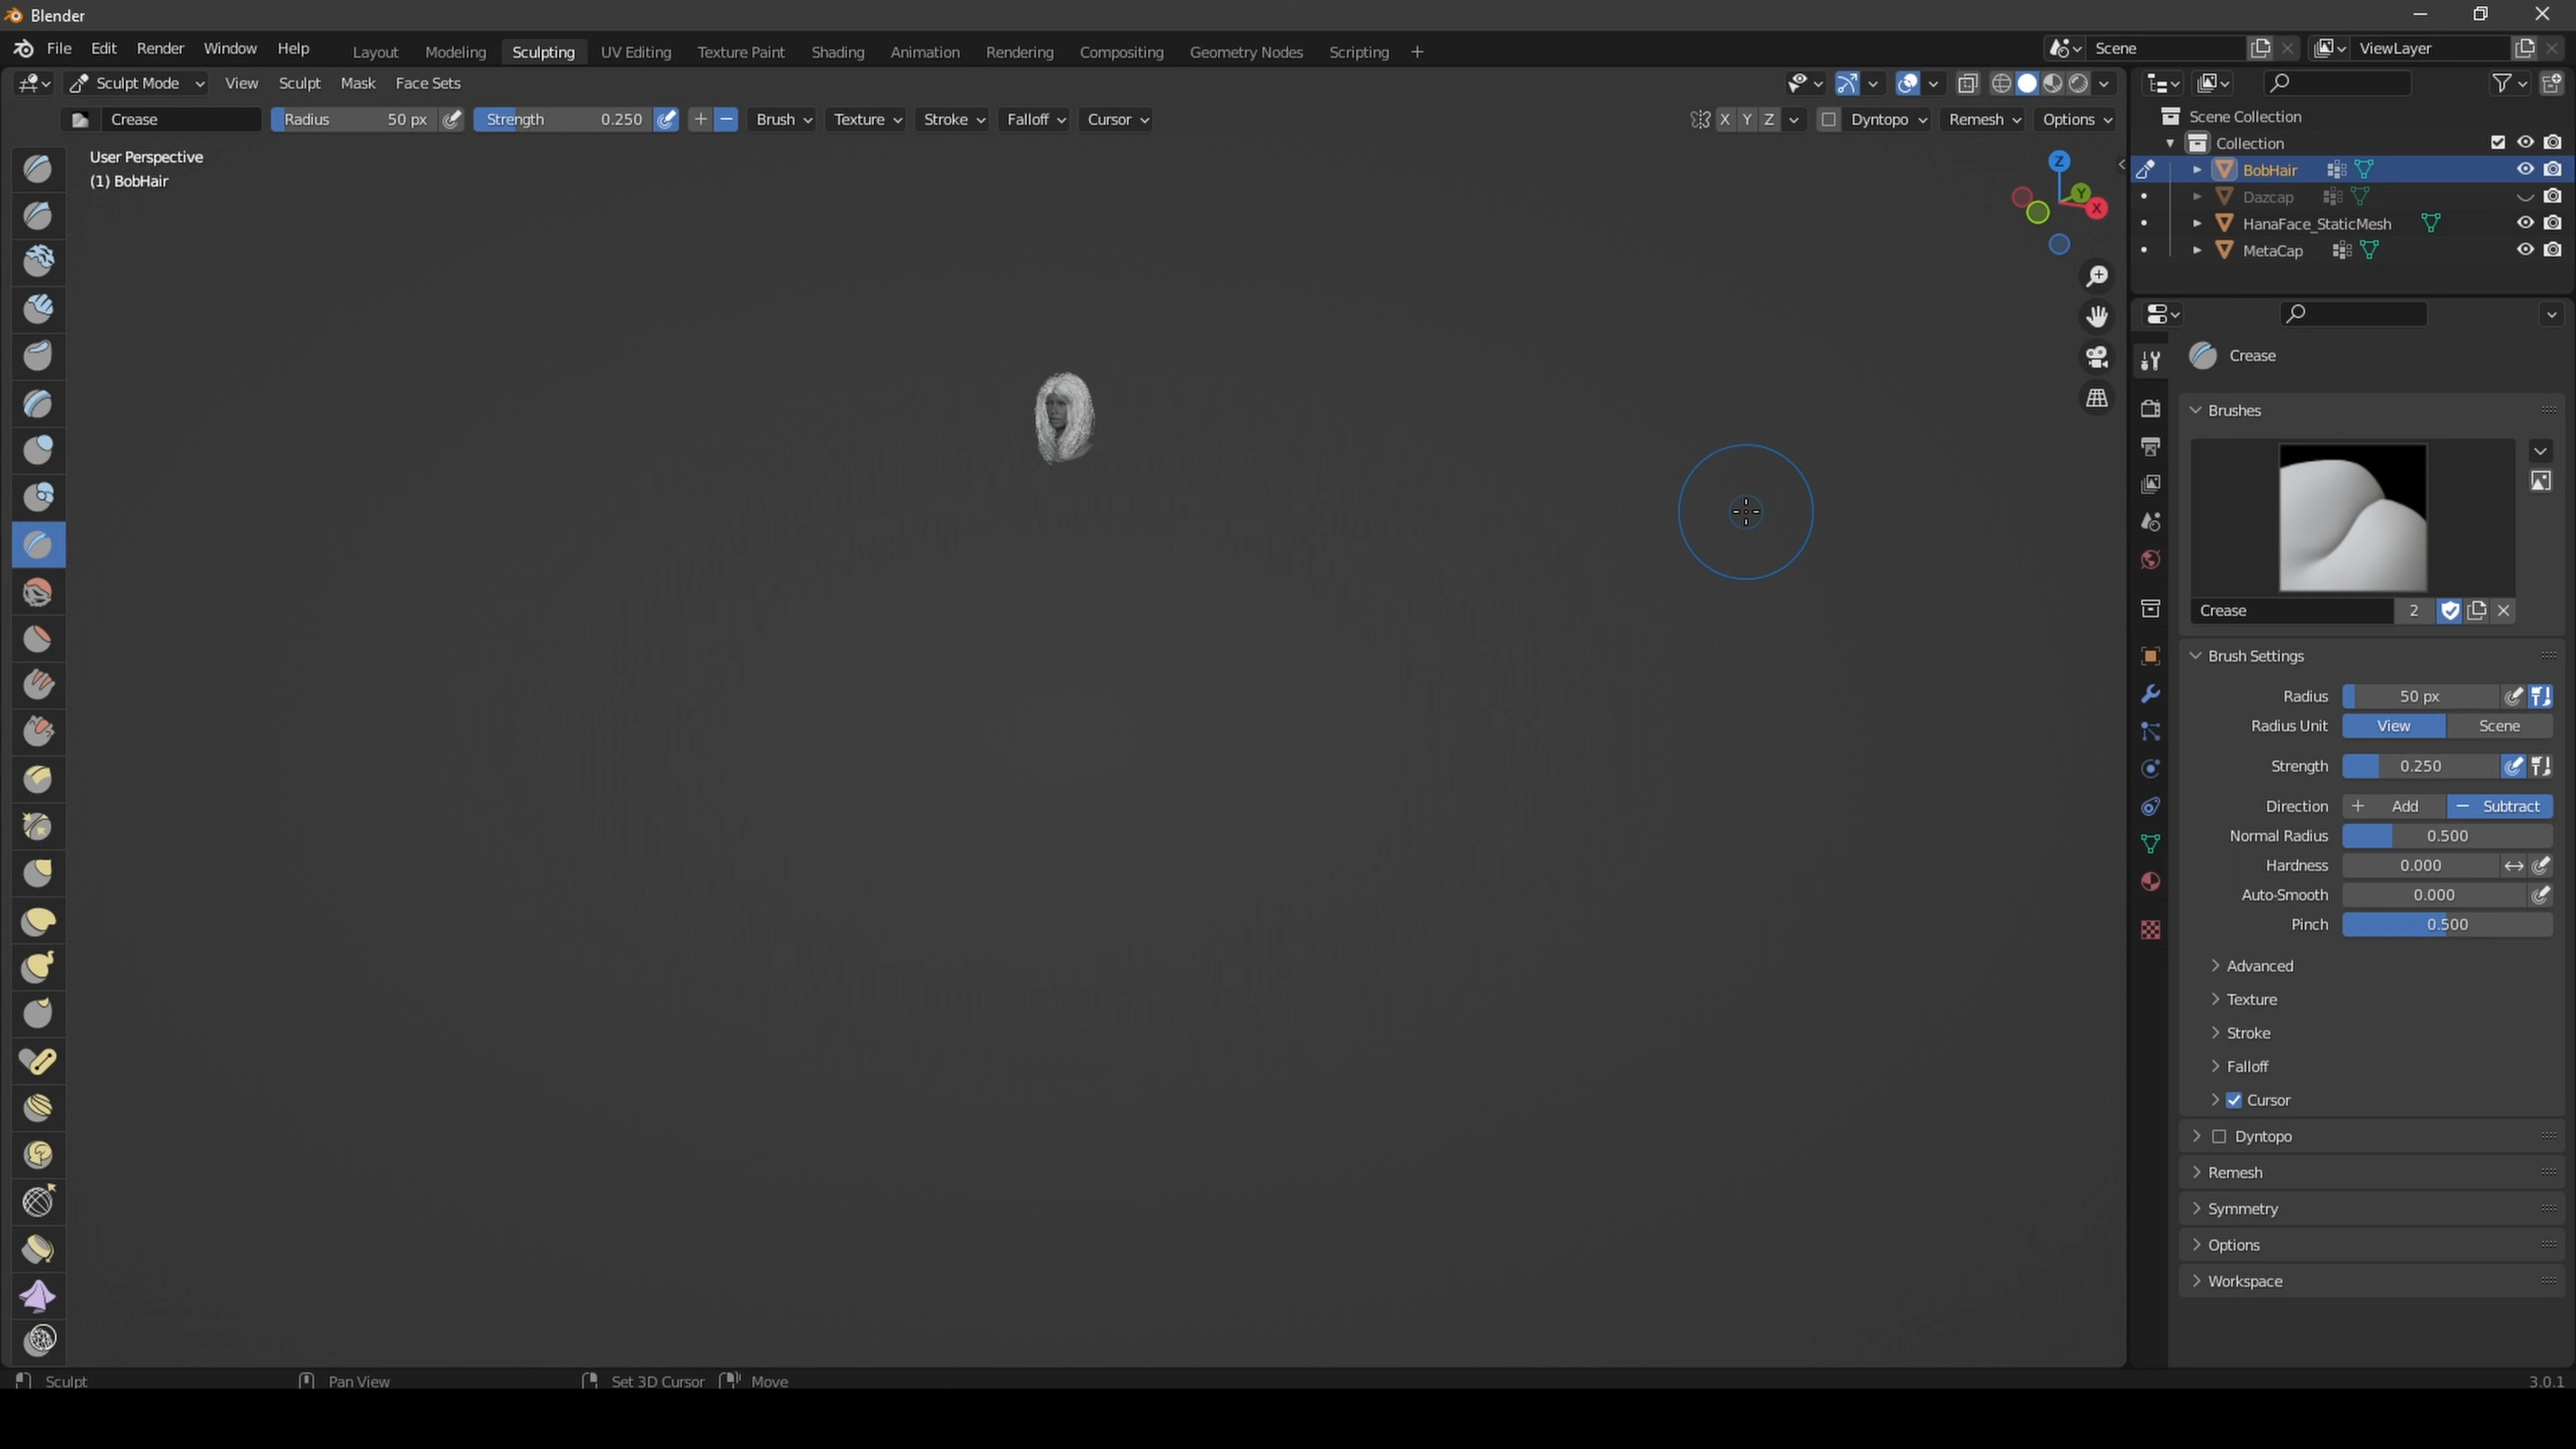 Blender
File Edit Render Window Help Layout Modeling Sculpting UV Editing Texture Paint Shading Animation Rendering Compositing Geometry Nodes Scripting + Scene ViewLayer
Sculpt Mode View Sculpt Mask Face Sets
Crease Radius 50 px Strength 0.250 Brush Texture Stroke Falloff Cursor X Y Z Dyntopo Remesh Options
User Perspective
(1) BobHair
Z
Y
X
Scene Collection
Collection
BobHair
Dazcap
HanaFace_StaticMesh
MetaCap
Crease
Brushes
Crease 2
Brush Settings
Radius 50 px
Radius Unit View Scene
Strength 0.250
Direction + Add − Subtract
Normal Radius 0.500
Hardness 0.000
Auto-Smooth 0.000
Pinch 0.500
Advanced
Texture
Stroke
Falloff
Cursor
Dyntopo
Remesh
Symmetry
Options
Workspace
Sculpt Pan View Set 3D Cursor Move 3.0.1